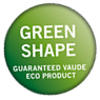 GREEN
SHAPE
GUARANTEED VAUDE
ECO PRODUCT